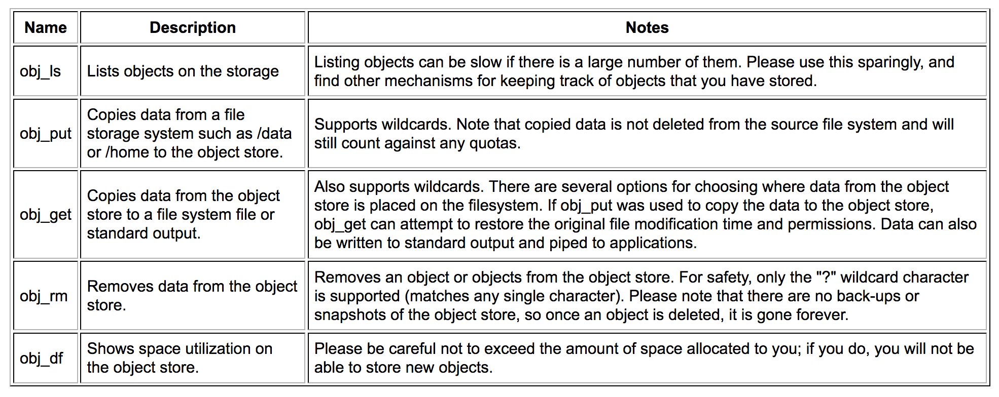 Name Description Notes
obj_ls
Lists objects on the storage
Listing objects can be slow if there is a large number of them. Please use this sparingly, and
find other mechanisms for keeping track of objects that you have stored.
obj_put
Copies data from a file
storage system such as /data
or /home to the object store.
Supports wildcards. Note that copied data is not deleted from the source file system and will
still count against any quotas.
obj_get
Copies data from the object
store to a file system file or
standard output.
Also supports wildcards. There are several options for choosing where data from the object
store is placed on the filesystem. If obj_put was used to copy the data to the object store,
obj_get can attempt to restore the original file modification time and permissions. Data can also
be written to standard output and piped to applications.
obj_rm
Removes data from the object
store.
Removes an object or objects from the object store. For safety, only the "?" wildcard character
is supported (matches any single character). Please note that there are no back-ups or
snapshots of the object store, so once an object is deleted, it is gone forever.
obj_df
Shows space utilization on
the object store.
Please be careful not to exceed the amount of space allocated to you; if you do, you will not be
able to store new objects.